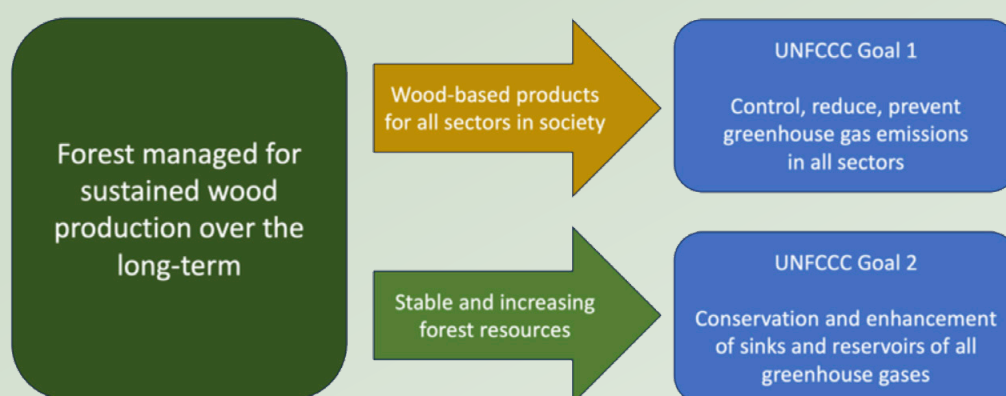 Forest managed for
sustained wood
production over the
long-term
Wood-based products
for all sectors in society
UNFCCC Goal 1
Control, reduce, prevent
greenhouse gas emissions
in all sectors
Stable and increasing
forest resources
UNFCCC Goal 2
Conservation and enhancement
of sinks and reservoirs of all
greenhouse gases